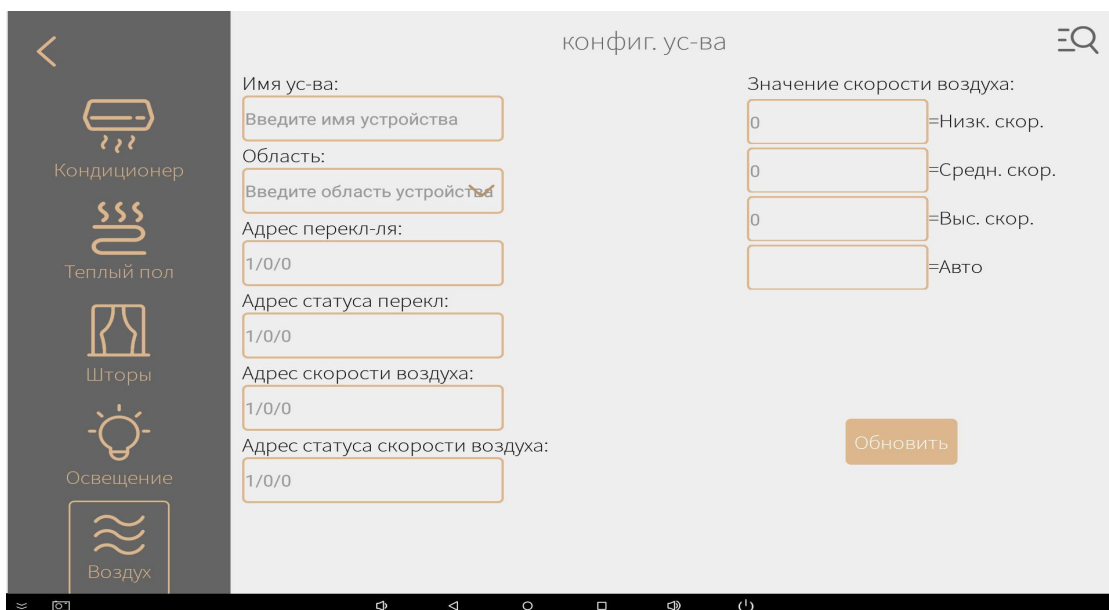 конфиг. ус-ва
Кондиционер
Теплый пол
Шторы
Освещение
Воздух
Имя ус-ва:
Введите имя устройства
Область:
Введите область устройства
Адрес перекл-ля:
1/0/0
Адрес статуса перекл:
1/0/0
Адрес скорости воздуха:
1/0/0
Адрес статуса скорости воздуха:
1/0/0
Значение скорости воздуха:
0 =Низк. скор.
0 =Средн. скор.
0 =Выс. скор.
=Авто
Обновить